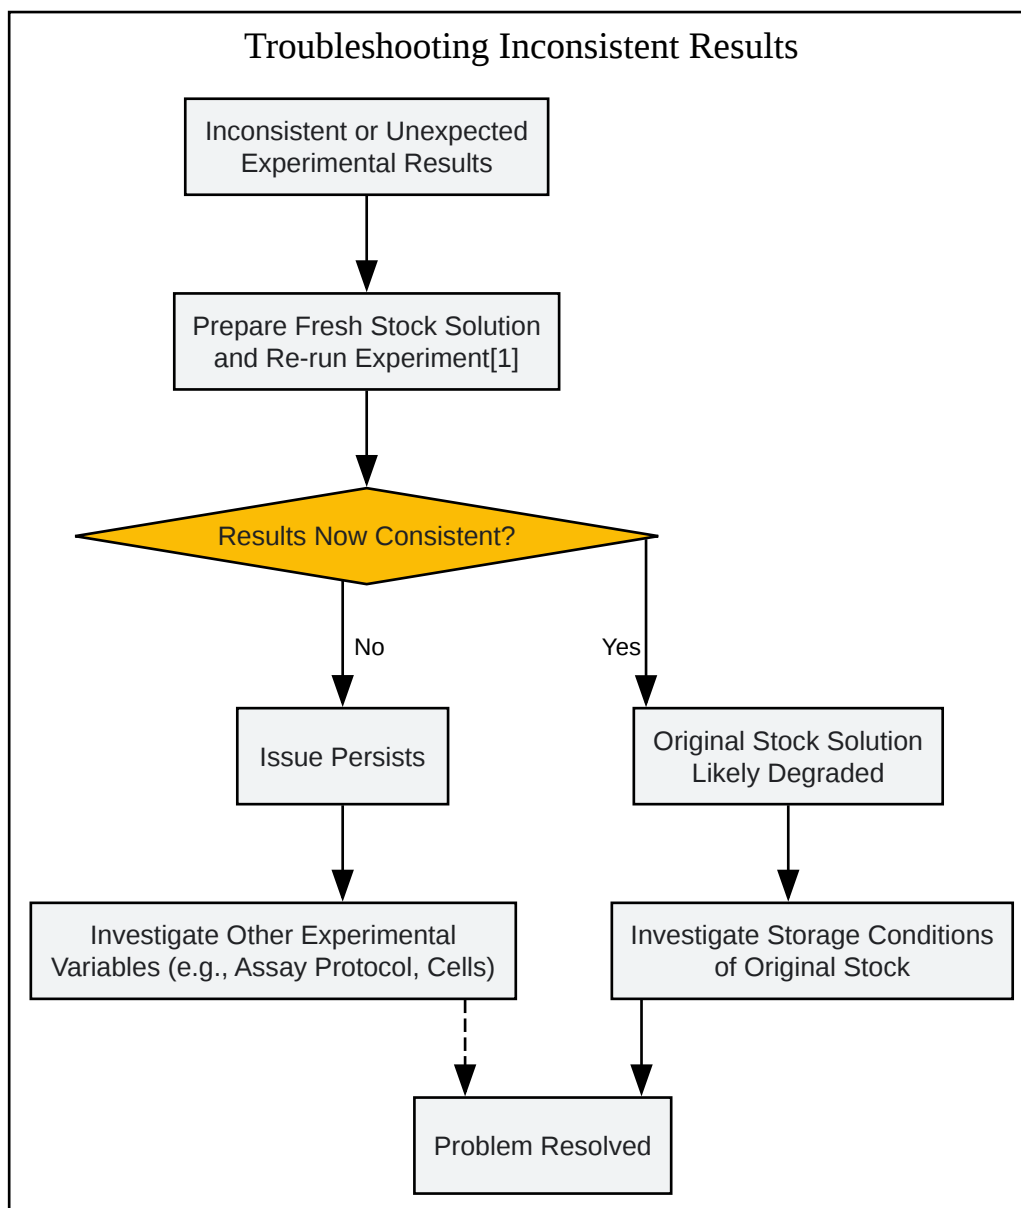 Troubleshooting Inconsistent Results
Inconsistent or Unexpected
Experimental Results
Prepare Fresh Stock Solution
and Re-run Experiment[1]
Results Now Consistent?
No
Yes
Issue Persists
Original Stock Solution
Likely Degraded
Investigate Other Experimental
Variables (e.g., Assay Protocol, Cells)
Investigate Storage Conditions
of Original Stock
Problem Resolved